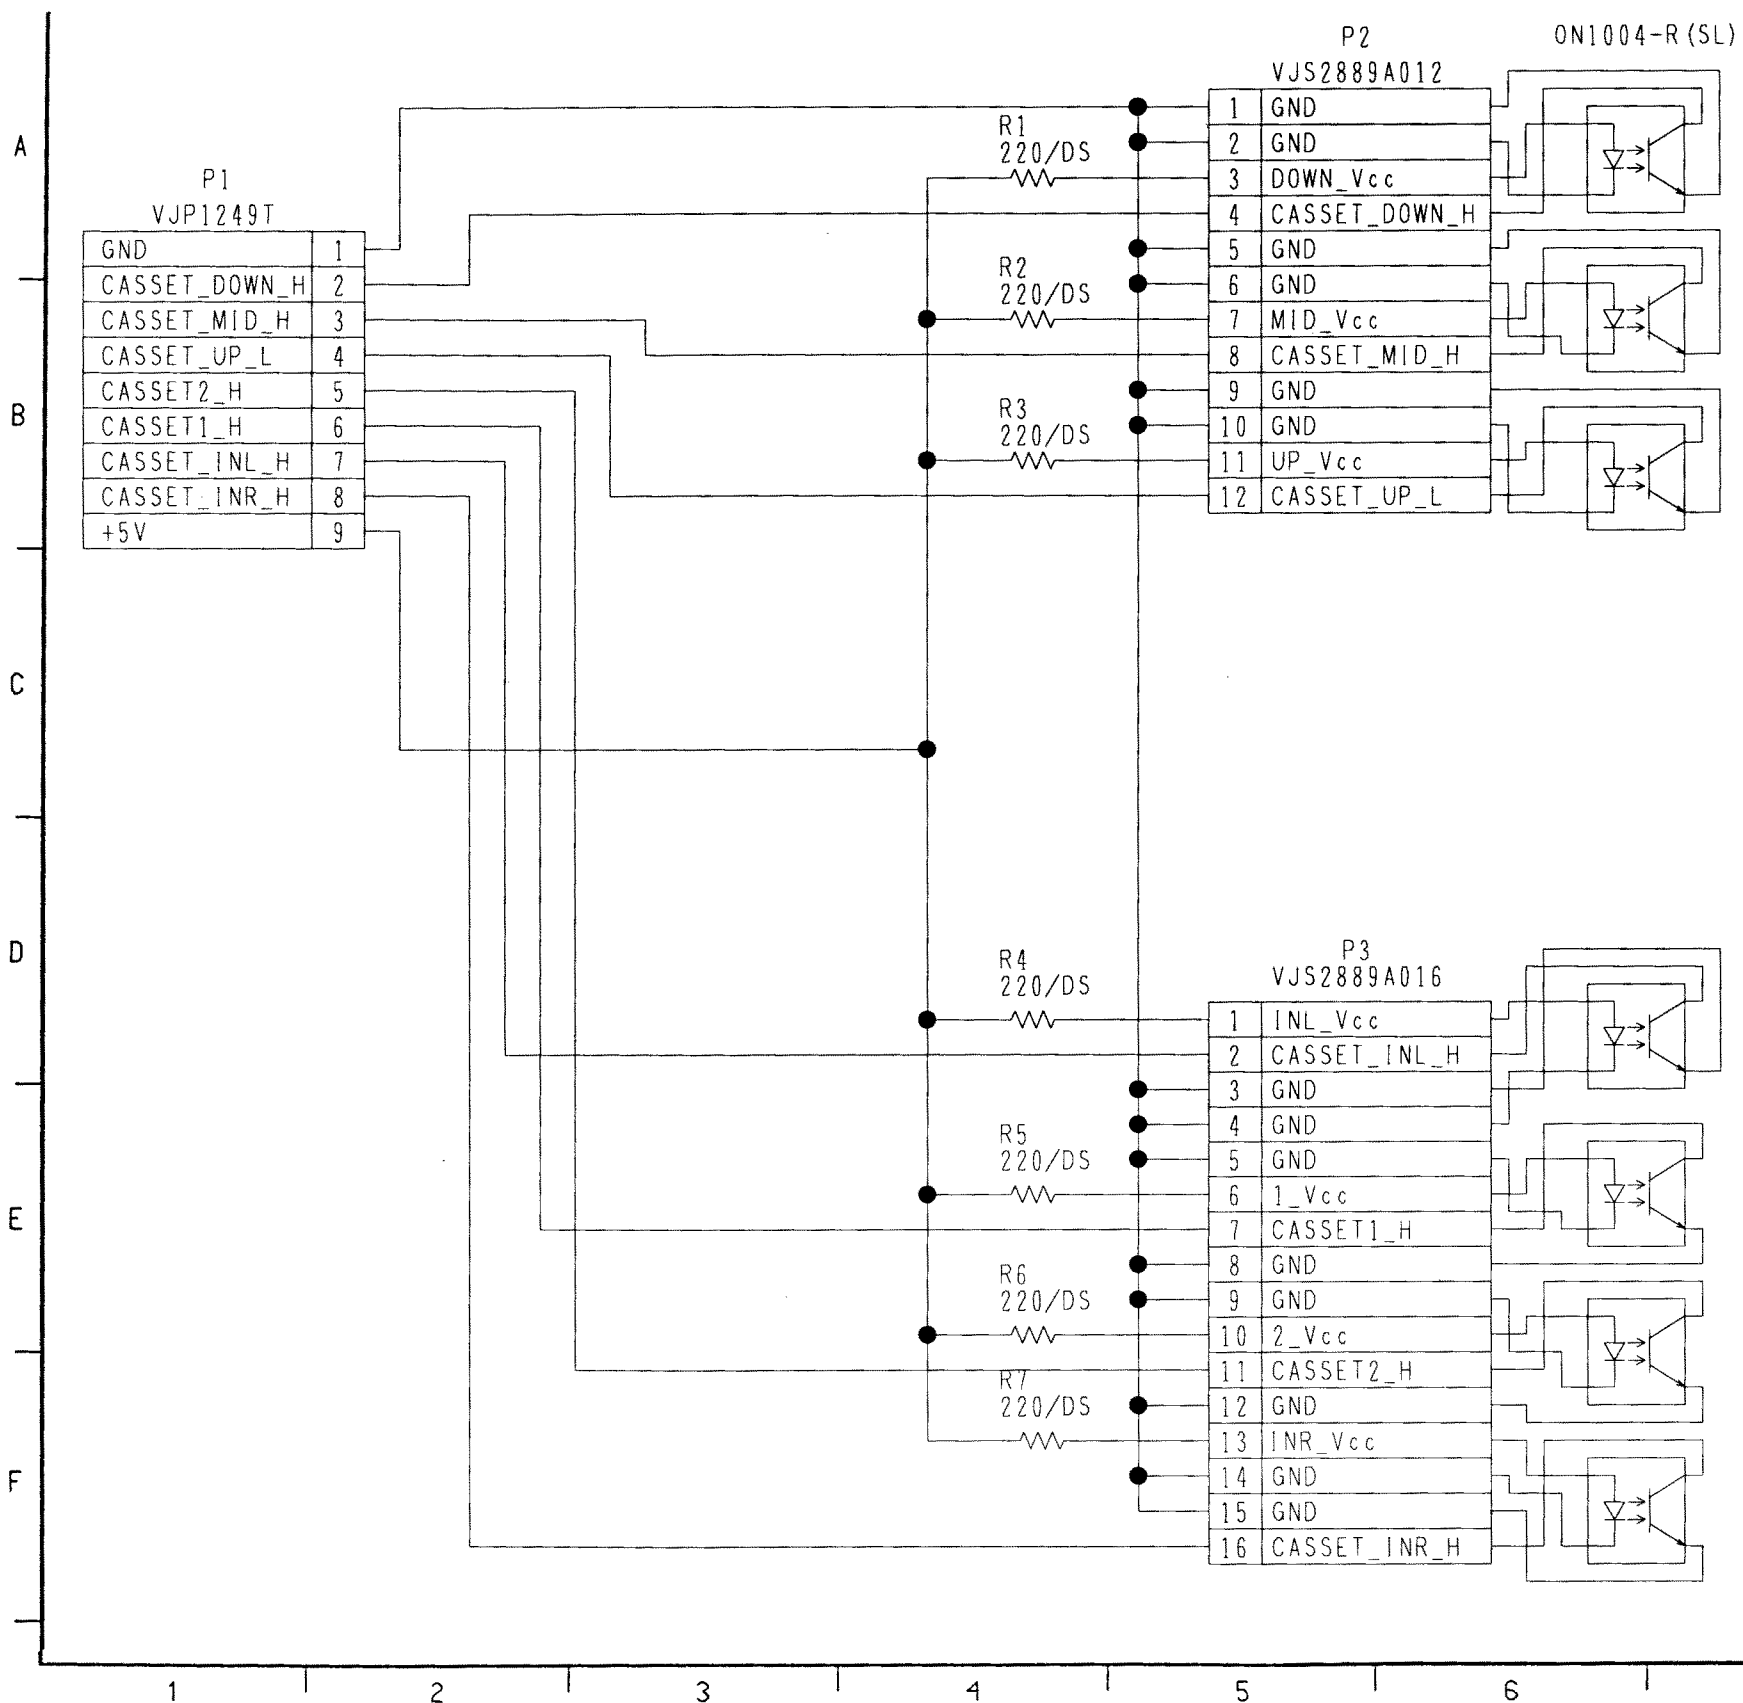 P2
ON1004-R(SL)
VJS2889A012
1 GND
2 GND
3 DOWN_Vcc
4 CASSET_DOWN_H
5 GND
6 GND
7 MID_Vcc
8 CASSET_MID_H
9 GND
10 GND
11 UP_Vcc
12 CASSET_UP_L
R1
220/DS
R2
220/DS
R3
220/DS
P1
VJP1249T
GND 1
CASSET_DOWN_H 2
CASSET_MID_H 3
CASSET_UP_L 4
CASSET2_H 5
CASSET1_H 6
CASSET_INL_H 7
CASSET_INR_H 8
+5V 9
R4
220/DS
R5
220/DS
R6
220/DS
R7
220/DS
P3
VJS2889A016
1 INL_Vcc
2 CASSET_INL_H
3 GND
4 GND
5 GND
6 1_Vcc
7 CASSET1_H
8 GND
9 GND
10 2_Vcc
11 CASSET2_H
12 GND
13 INR_Vcc
14 GND
15 GND
16 CASSET_INR_H
A
B
C
D
E
F
1 2 3 4 5 6